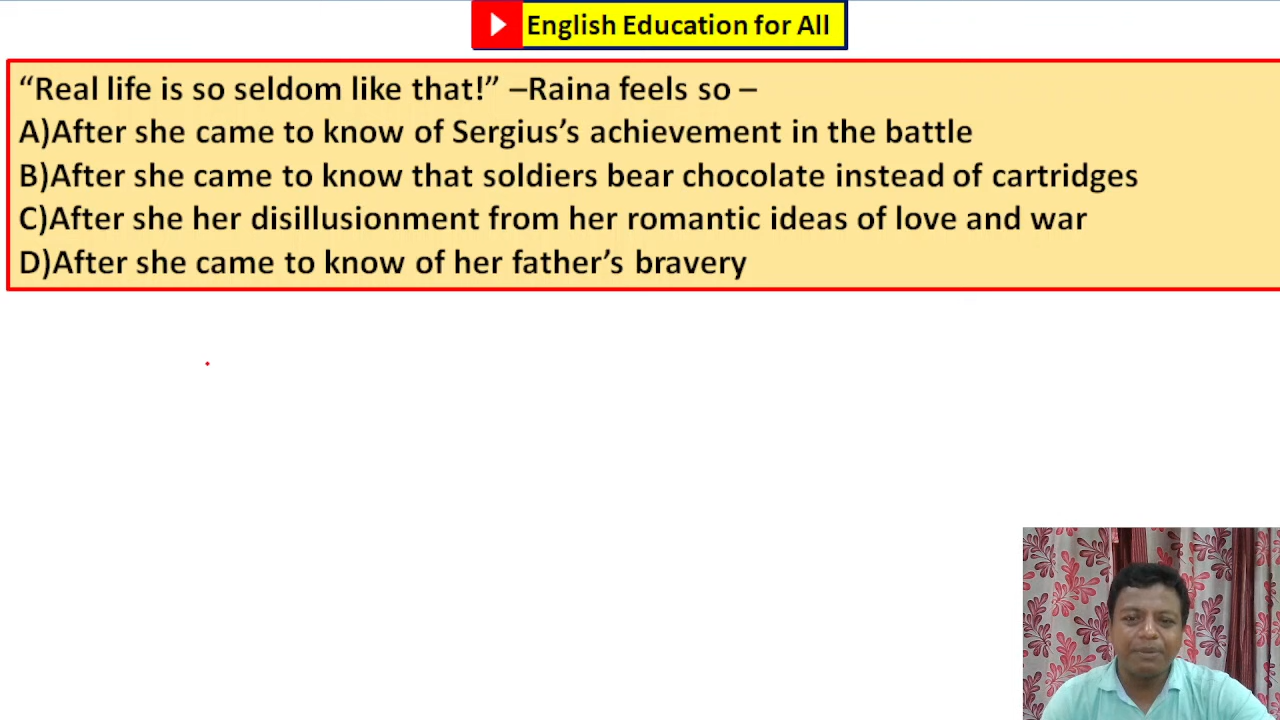 English Education for All
“Real life is so seldom like that!” –Raina feels so –
A)After she came to know of Sergius’s achievement in the battle
B)After she came to know that soldiers bear chocolate instead of cartridges
C)After she her disillusionment from her romantic ideas of love and war
D)After she came to know of her father’s bravery